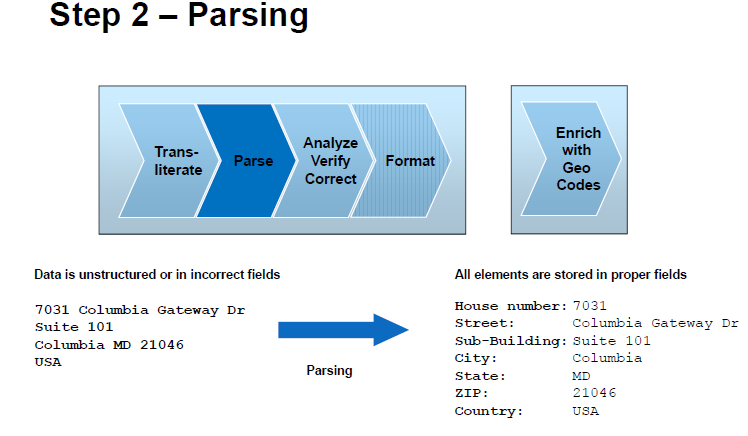 Step 2 – Parsing
Trans-
literate
Parse
Analyze
Verify
Correct
Format
Enrich
with
Geo
Codes
Data is unstructured or in incorrect fields
7031 Columbia Gateway Dr
Suite 101
Columbia MD 21046
USA
Parsing
All elements are stored in proper fields
House number: 7031
Street: Columbia Gateway Dr
Sub-Building: Suite 101
City: Columbia
State: MD
ZIP: 21046
Country: USA